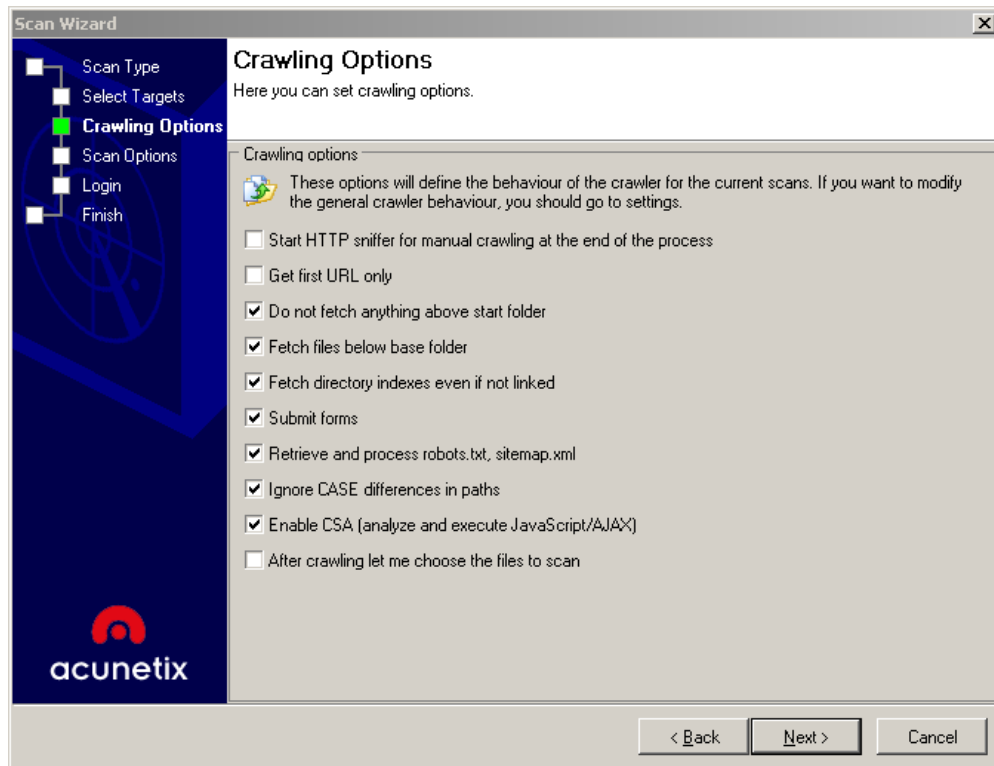 Scan Wizard
Scan Type
Select Targets
Crawling Options
Scan Options
Login
Finish
acunetix
Crawling Options
Here you can set crawling options.
Crawling options
These options will define the behaviour of the crawler for the current scans. If you want to modify
the general crawler behaviour, you should go to settings.
Start HTTP sniffer for manual crawling at the end of the process
Get first URL only
Do not fetch anything above start folder
Fetch files below base folder
Fetch directory indexes even if not linked
Submit forms
Retrieve and process robots.txt, sitemap.xml
Ignore CASE differences in paths
Enable CSA (analyze and execute JavaScript/AJAX)
After crawling let me choose the files to scan
< Back Next > Cancel